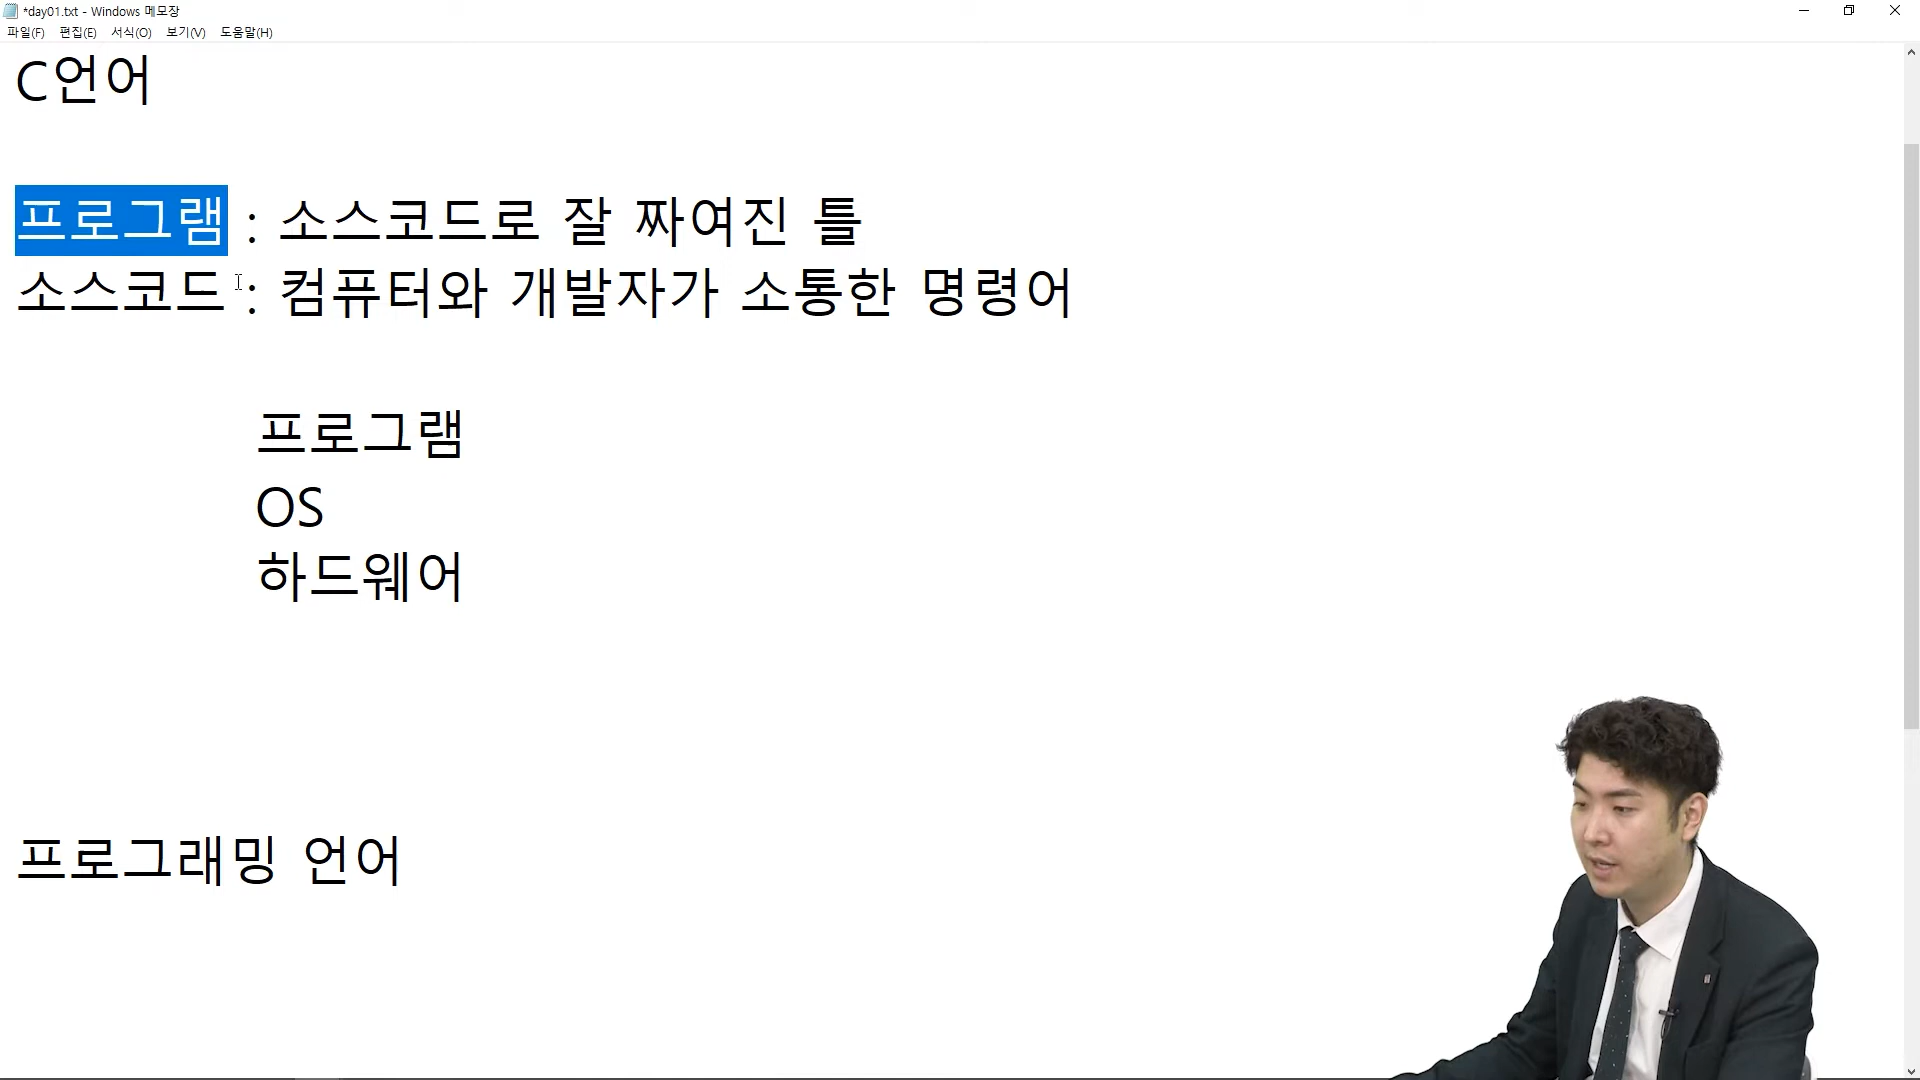 *day01.txt - Windows 메모장
파일(F) 편집(E) 서식(O) 보기(V) 도움말(H)
C언어
프로그램 : 소스코드로 잘 짜여진 틀
소스코드 : 컴퓨터와 개발자가 소통한 명령어
프로그램
OS
하드웨어
프로그래밍 언어